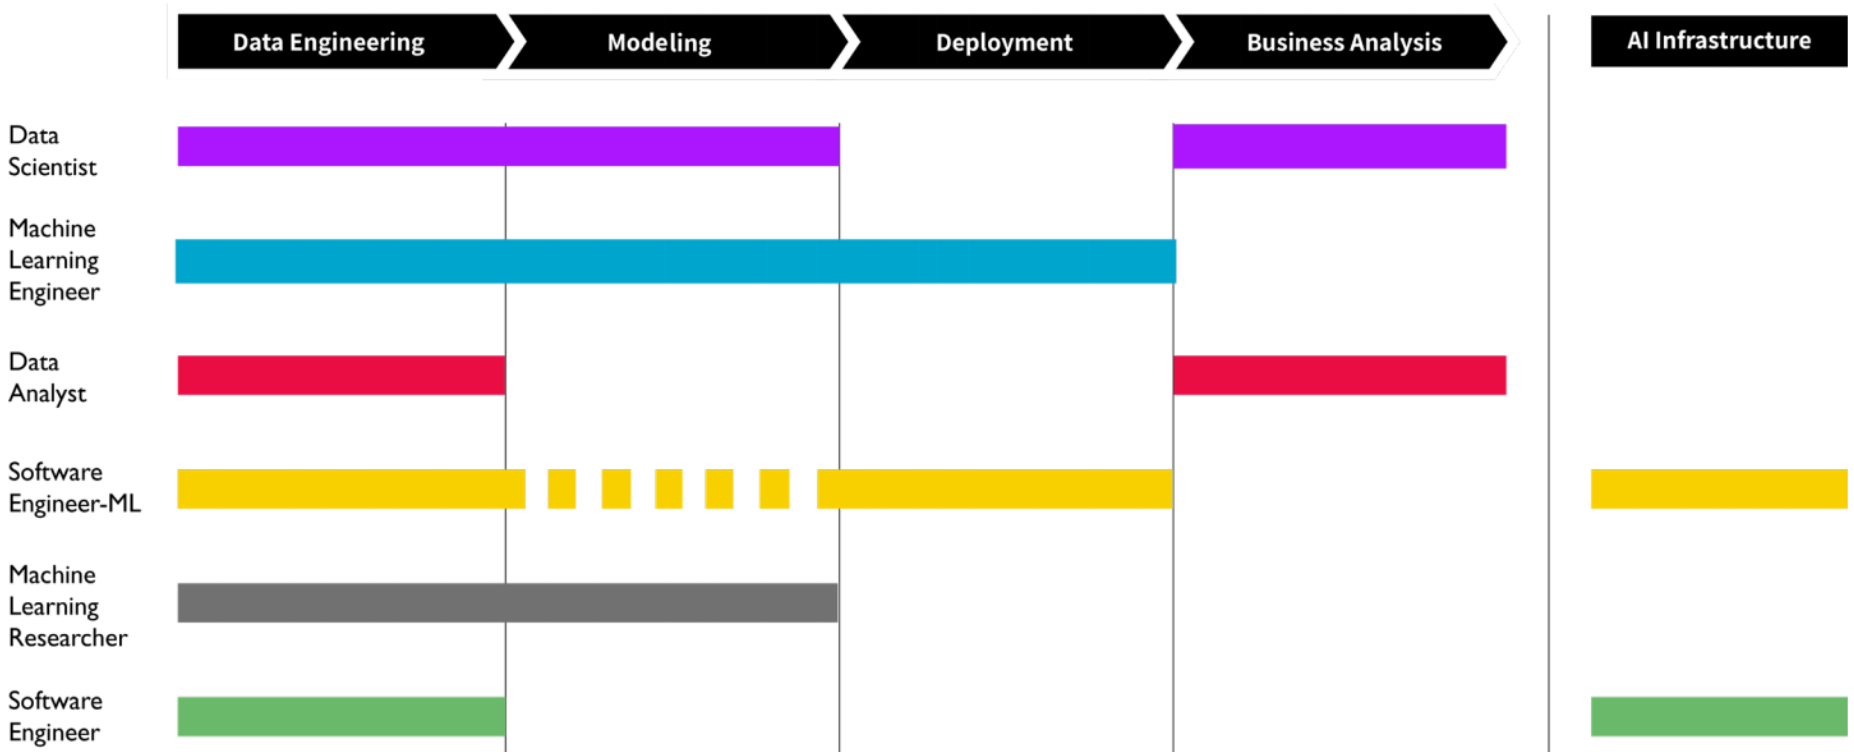 Data Engineering
Modeling
Deployment
Business Analysis
AI Infrastructure
Data
Scientist
Machine
Learning
Engineer
Data
Analyst
Software
Engineer-ML
Machine
Learning
Researcher
Software
Engineer